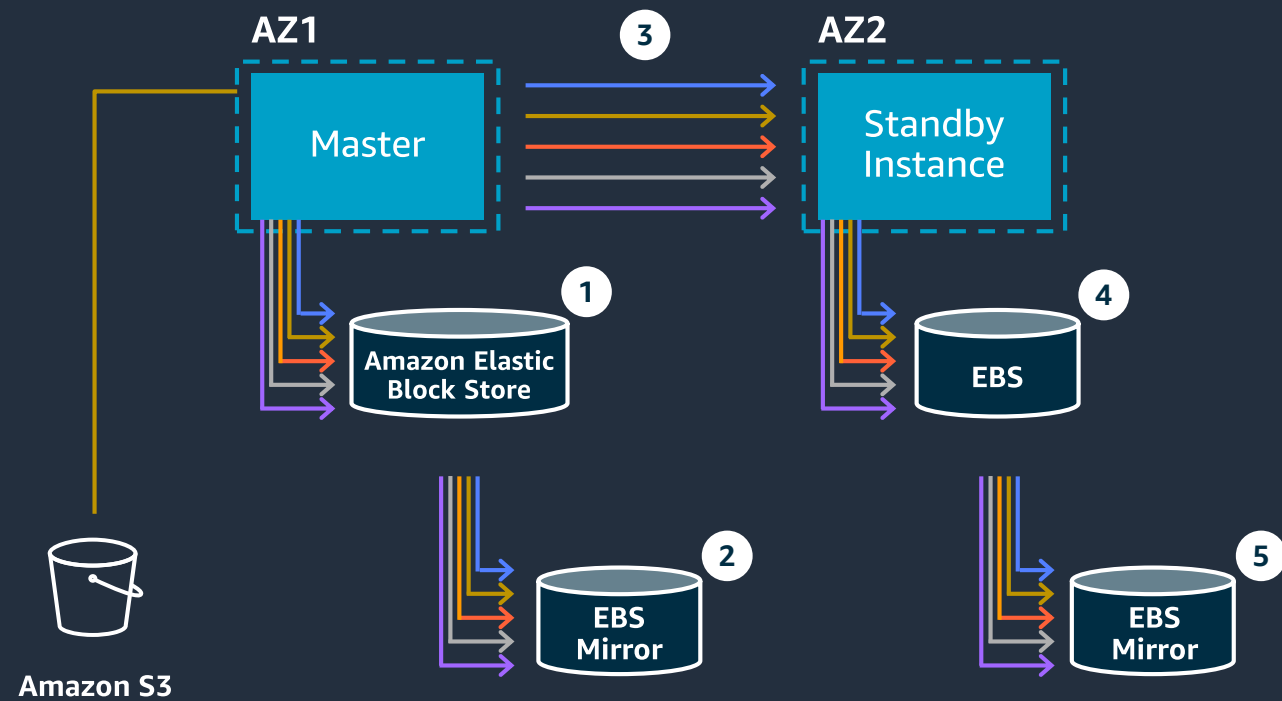 AZ1
3
AZ2
Master
Standby
Instance
1
4
Amazon Elastic
Block Store
EBS
2
5
EBS
Mirror
EBS
Mirror
Amazon S3